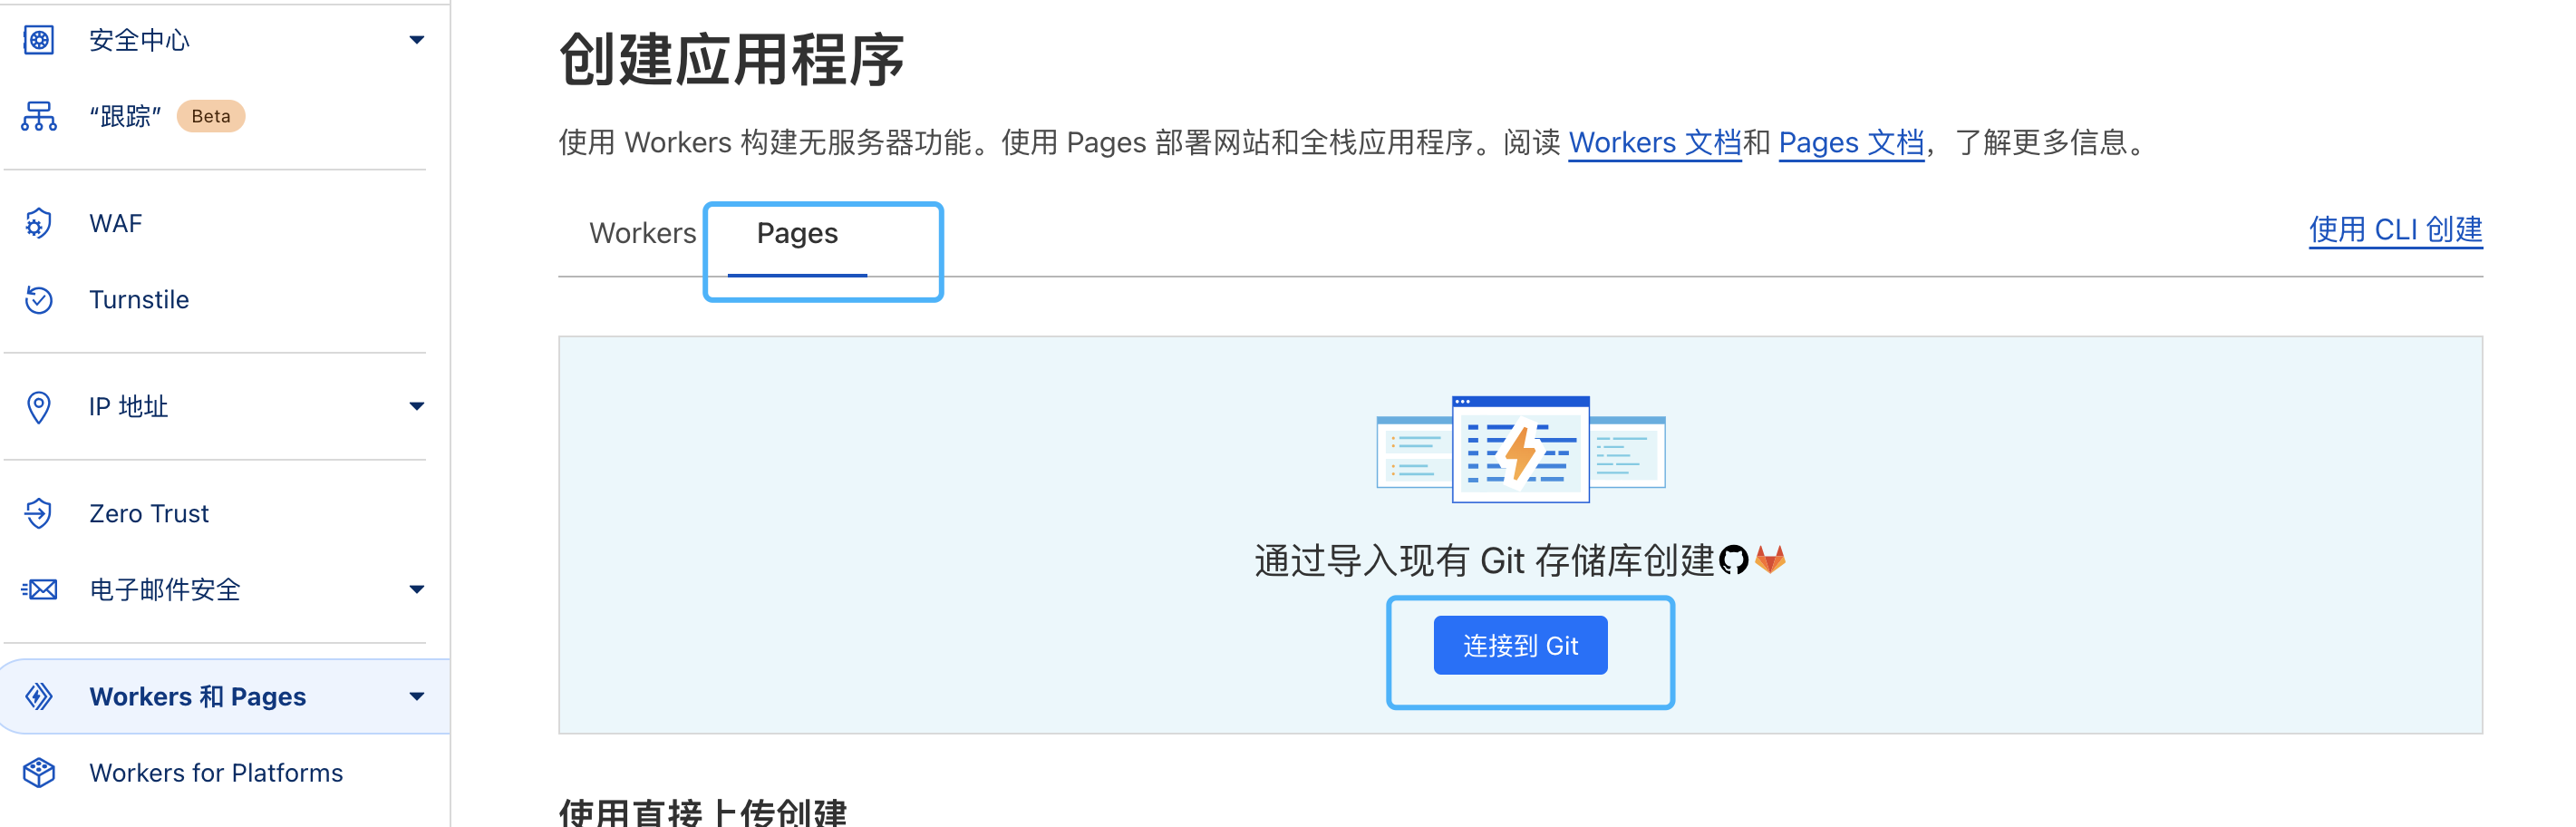 安全中心
“跟踪” Beta
WAF
Turnstile
IP 地址
Zero Trust
电子邮件安全
Workers 和 Pages
Workers for Platforms
创建应用程序
使用 Workers 构建无服务器功能。使用 Pages 部署网站和全栈应用程序。阅读 Workers 文档和 Pages 文档，了解更多信息。
Workers Pages 使用 CLI 创建
通过导入现有 Git 存储库创建
连接到 Git
使用直接上传创建